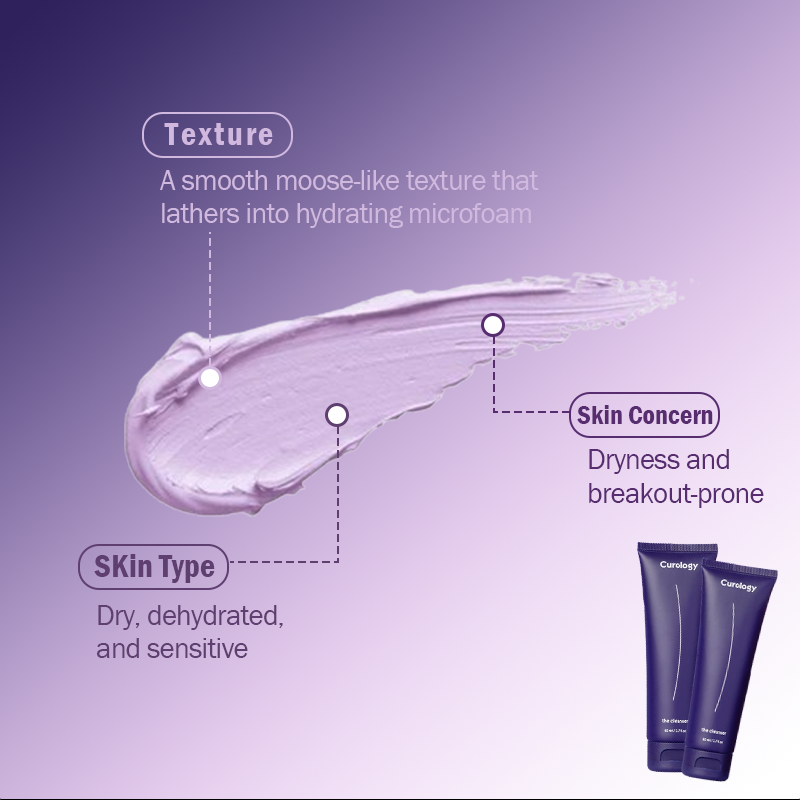 Texture
A smooth moose-like texture that
lathers into hydrating microfoam
Skin Concern
Dryness and
breakout-prone
SKin Type
Dry, dehydrated,
and sensitive
Curology
Curology
the cleanser
the cleanser